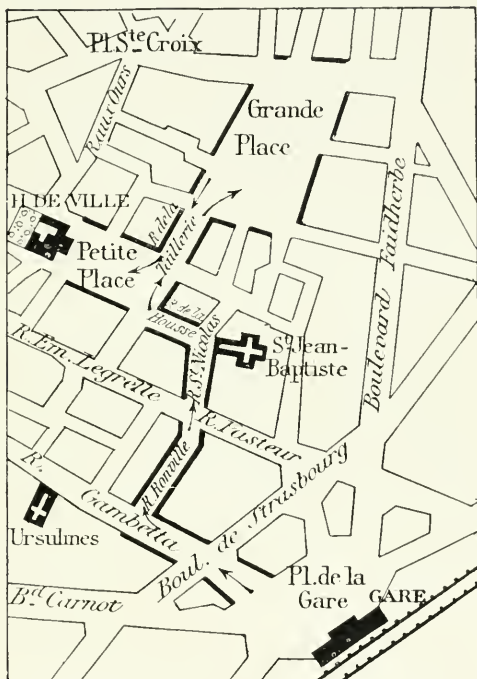 Pl. Ste Croix
R. aux Ours
Grande
Place
H. DE VILLE
R. de la
Taillerie
Petite
Place
Boulevard Faidherbe
R. de la
Housse
R. St. Nicolas
St. Jean-
Baptiste
R. Em. Legrelle
R. Pasteur
R. Ronville
R. Gambetta
Boul. de Strasbourg
Ursulines
Bd. Carnot
Pl. de la
Gare
GARE